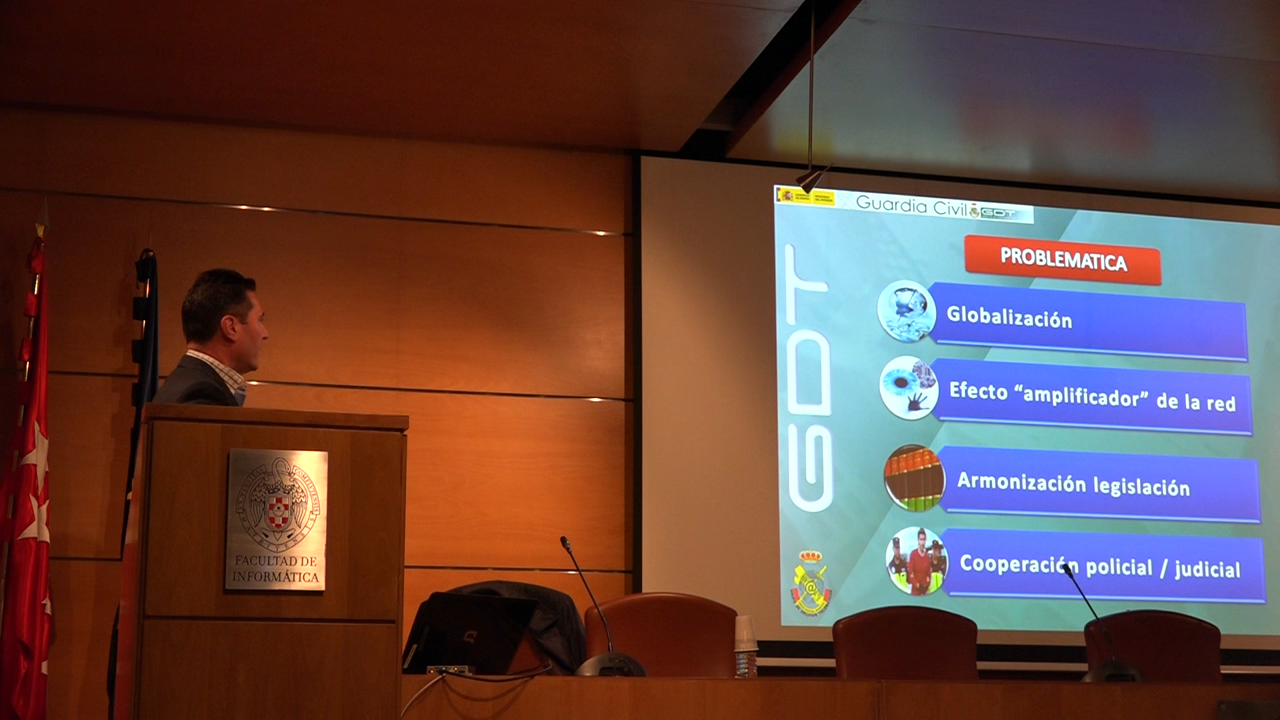 Guardia Civil GDT
PROBLEMATICA
Globalización
Efecto "amplificador" de la red
Armonización legislación
Cooperación policial / judicial
GDT
FACULTAD DE
INFORMÁTICA